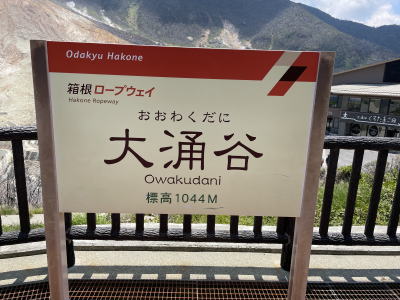 Odakyu Hakone
箱根ロープウェイ
Hakone Ropeway
おおわくだに
大涌谷
Owakudani
標高1044M